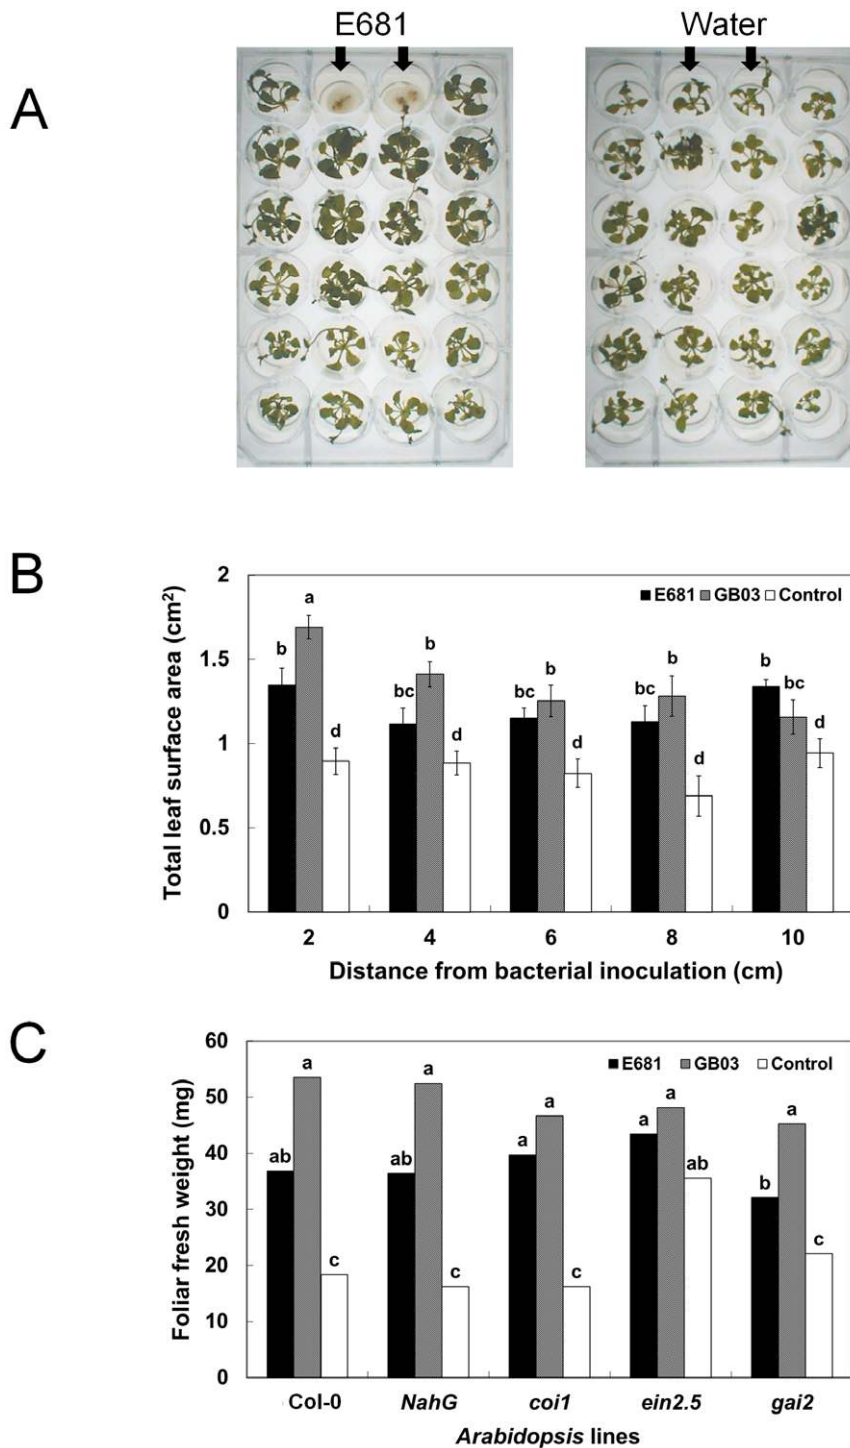 E681 Water
A
B
2
1.5
1
0.5
0
Total leaf surface area (cm²)
E681 GB03 Control
b a d
bc b d
bc b d
bc b d
b bc d
2 4 6 8 10
Distance from bacterial inoculation (cm)
C
60
50
40
30
20
10
0
Foliar fresh weight (mg)
E681 GB03 Control
ab a c
ab a c
a a c
a a ab
b a c
Col-0 NahG coi1 ein2.5 gai2
Arabidopsis lines